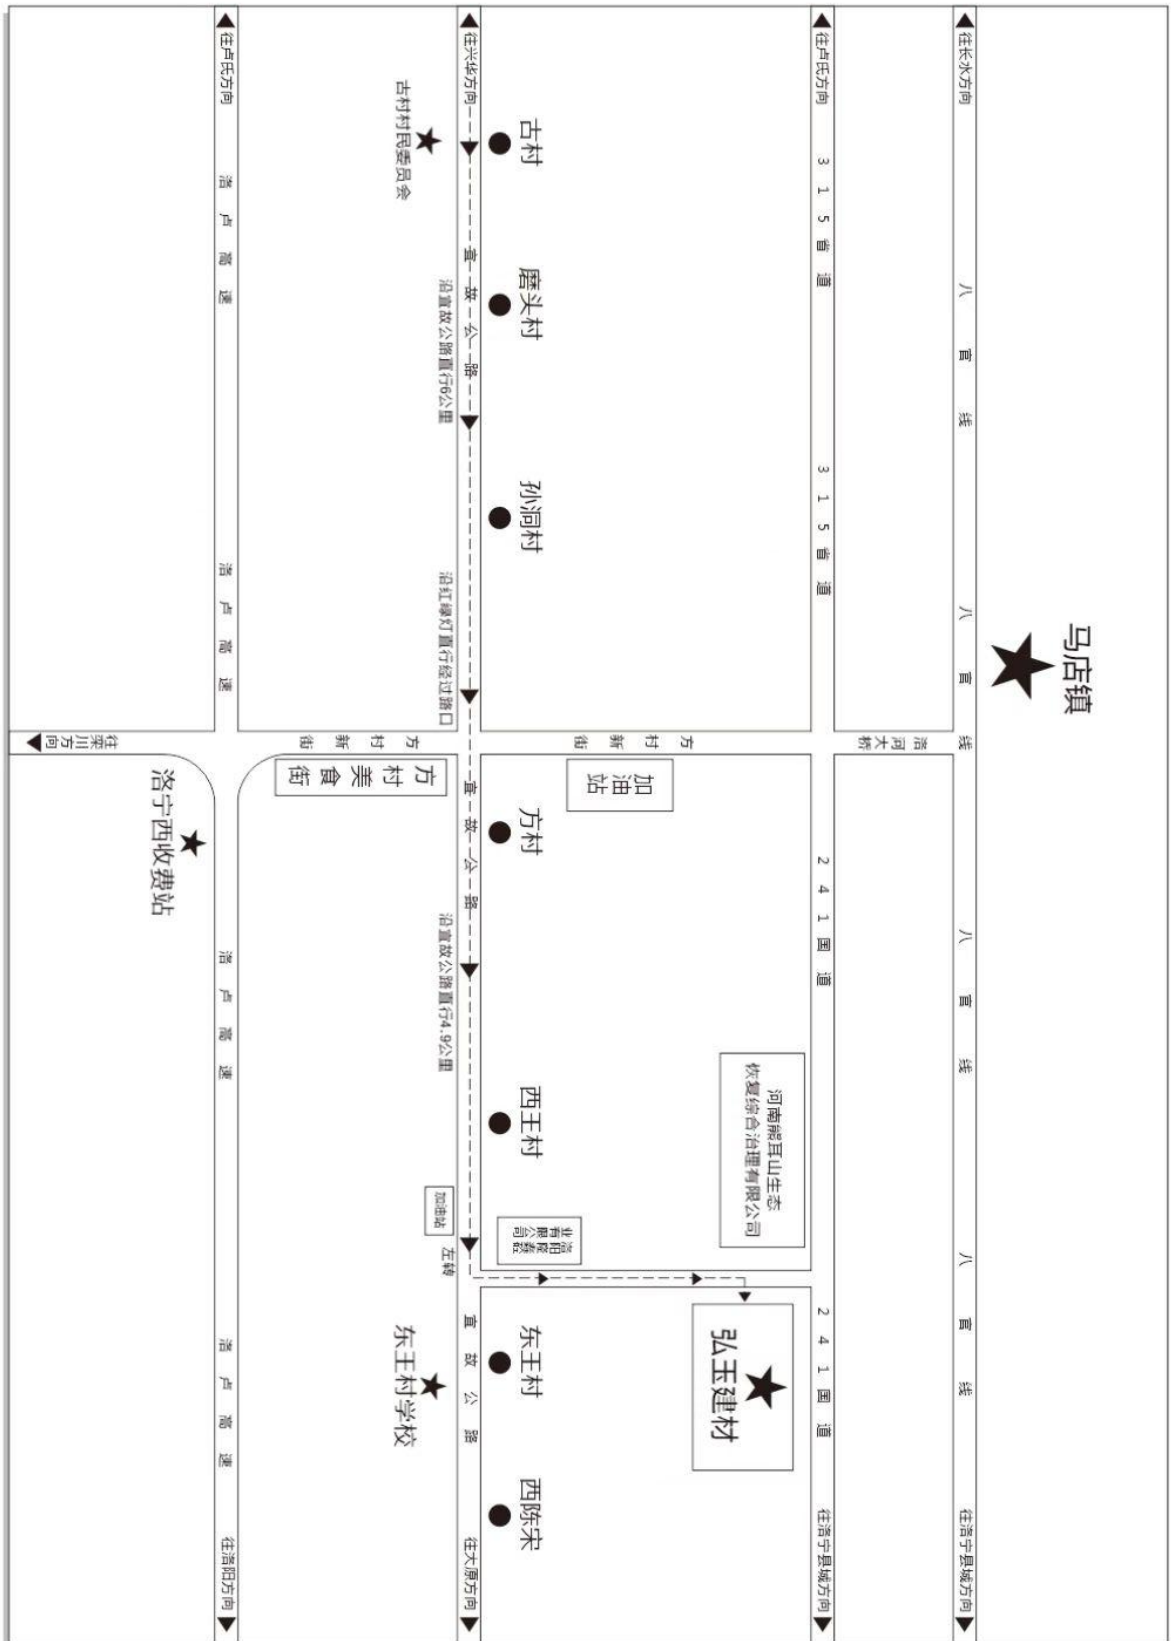 马店镇
往长水方向
八官线
八官线
八官线
八官线
往洛宁县城方向
洛河大桥
往卢氏方向
315省道
315省道
241国道
241国道
往洛宁县城方向
河南熊耳山生态
恢复综合治理有限公司
弘玉建材
方村新街
加油站
古村
磨头村
孙洞村
方村
西王村
东王村
西陈宋
往兴华方向
宜故公路
宜故公路
宜故公路
往大原方向
沿宜故公路直行6公里
沿红绿灯直行经过路口
沿宜故公路直行4.9公里
加油站
左转
古村村民委员会
东王村学校
方村新街
方村美食街
往卢氏方向
洛卢高速
洛卢高速
洛卢高速
洛卢高速
往洛阳方向
洛宁西收费站
往栾川方向